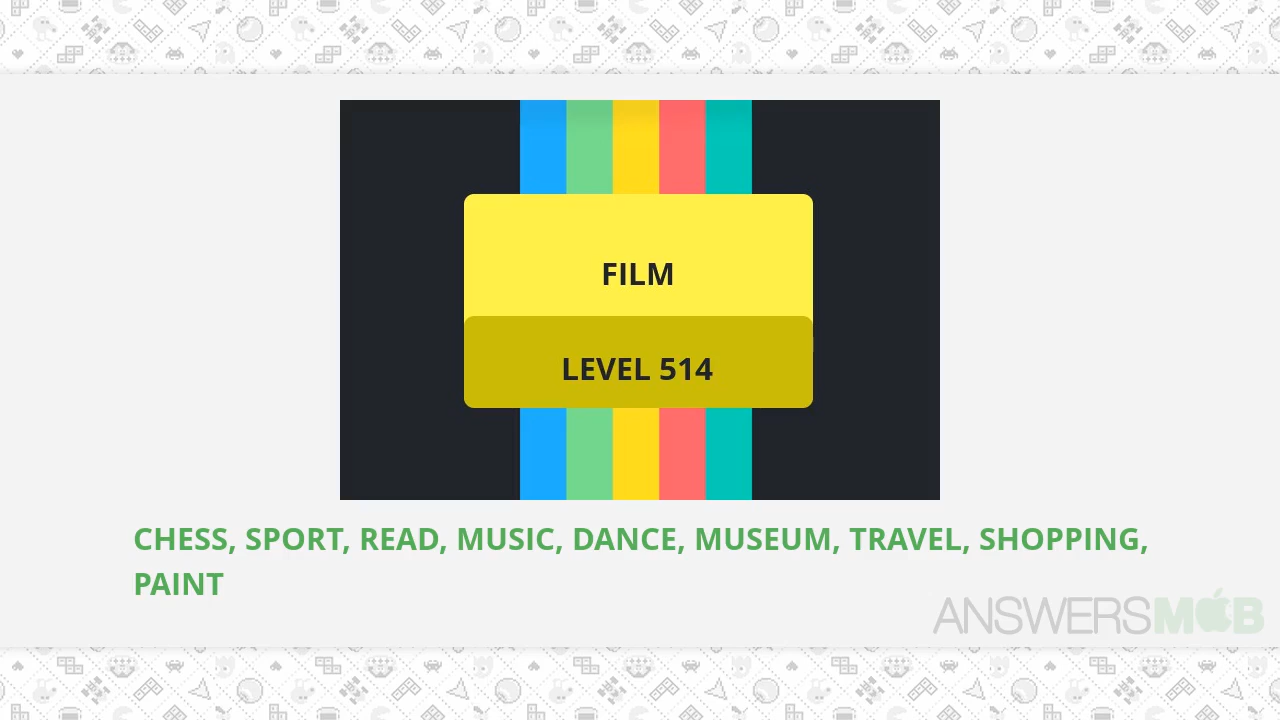 FILM
LEVEL 514
CHESS, SPORT, READ, MUSIC, DANCE, MUSEUM, TRAVEL, SHOPPING,
PAINT
ANSWERSMOB